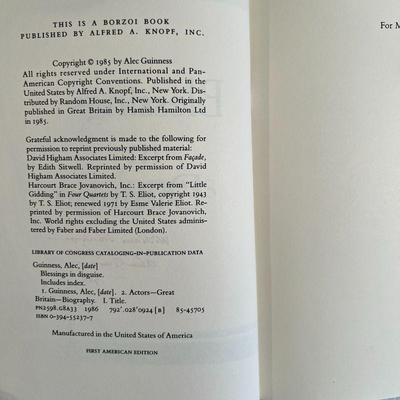 THIS IS A BORZOI BOOK
PUBLISHED BY ALFRED A. KNOPF, INC.
Copyright © 1985 by Alec Guinness
All rights reserved under International and Pan-
American Copyright Conventions. Published in the
United States by Alfred A. Knopf, Inc., New York. Dis-
tributed by Random House, Inc., New York. Originally
published in Great Britain by Hamish Hamilton Ltd
in 1985.
Grateful acknowledgment is made to the following for
permission to reprint previously published material:
David Higham Associates Limited: Excerpt from Façade,
by Edith Sitwell. Reprinted by permission of David
Higham Associates Limited.
Harcourt Brace Jovanovich, Inc.: Excerpt from "Little
Gidding" in Four Quartets by T. S. Eliot, copyright 1943
by T. S. Eliot; renewed 1971 by Esme Valerie Eliot. Re-
printed by permission of Harcourt Brace Jovanovich,
Inc. World rights excluding the United States adminis-
tered by Faber and Faber Limited (London).
LIBRARY OF CONGRESS CATALOGING-IN-PUBLICATION DATA
Guinness, Alec, [date]
Blessings in disguise.
Includes index.
1. Guinness, Alec, [date]. 2. Actors—Great
Britain—Biography. I. Title.
PN2598.G8A33 1986 792'.028'0924 [B] 85-45705
ISBN 0-394-55237-7
Manufactured in the United States of America
FIRST AMERICAN EDITION
For M